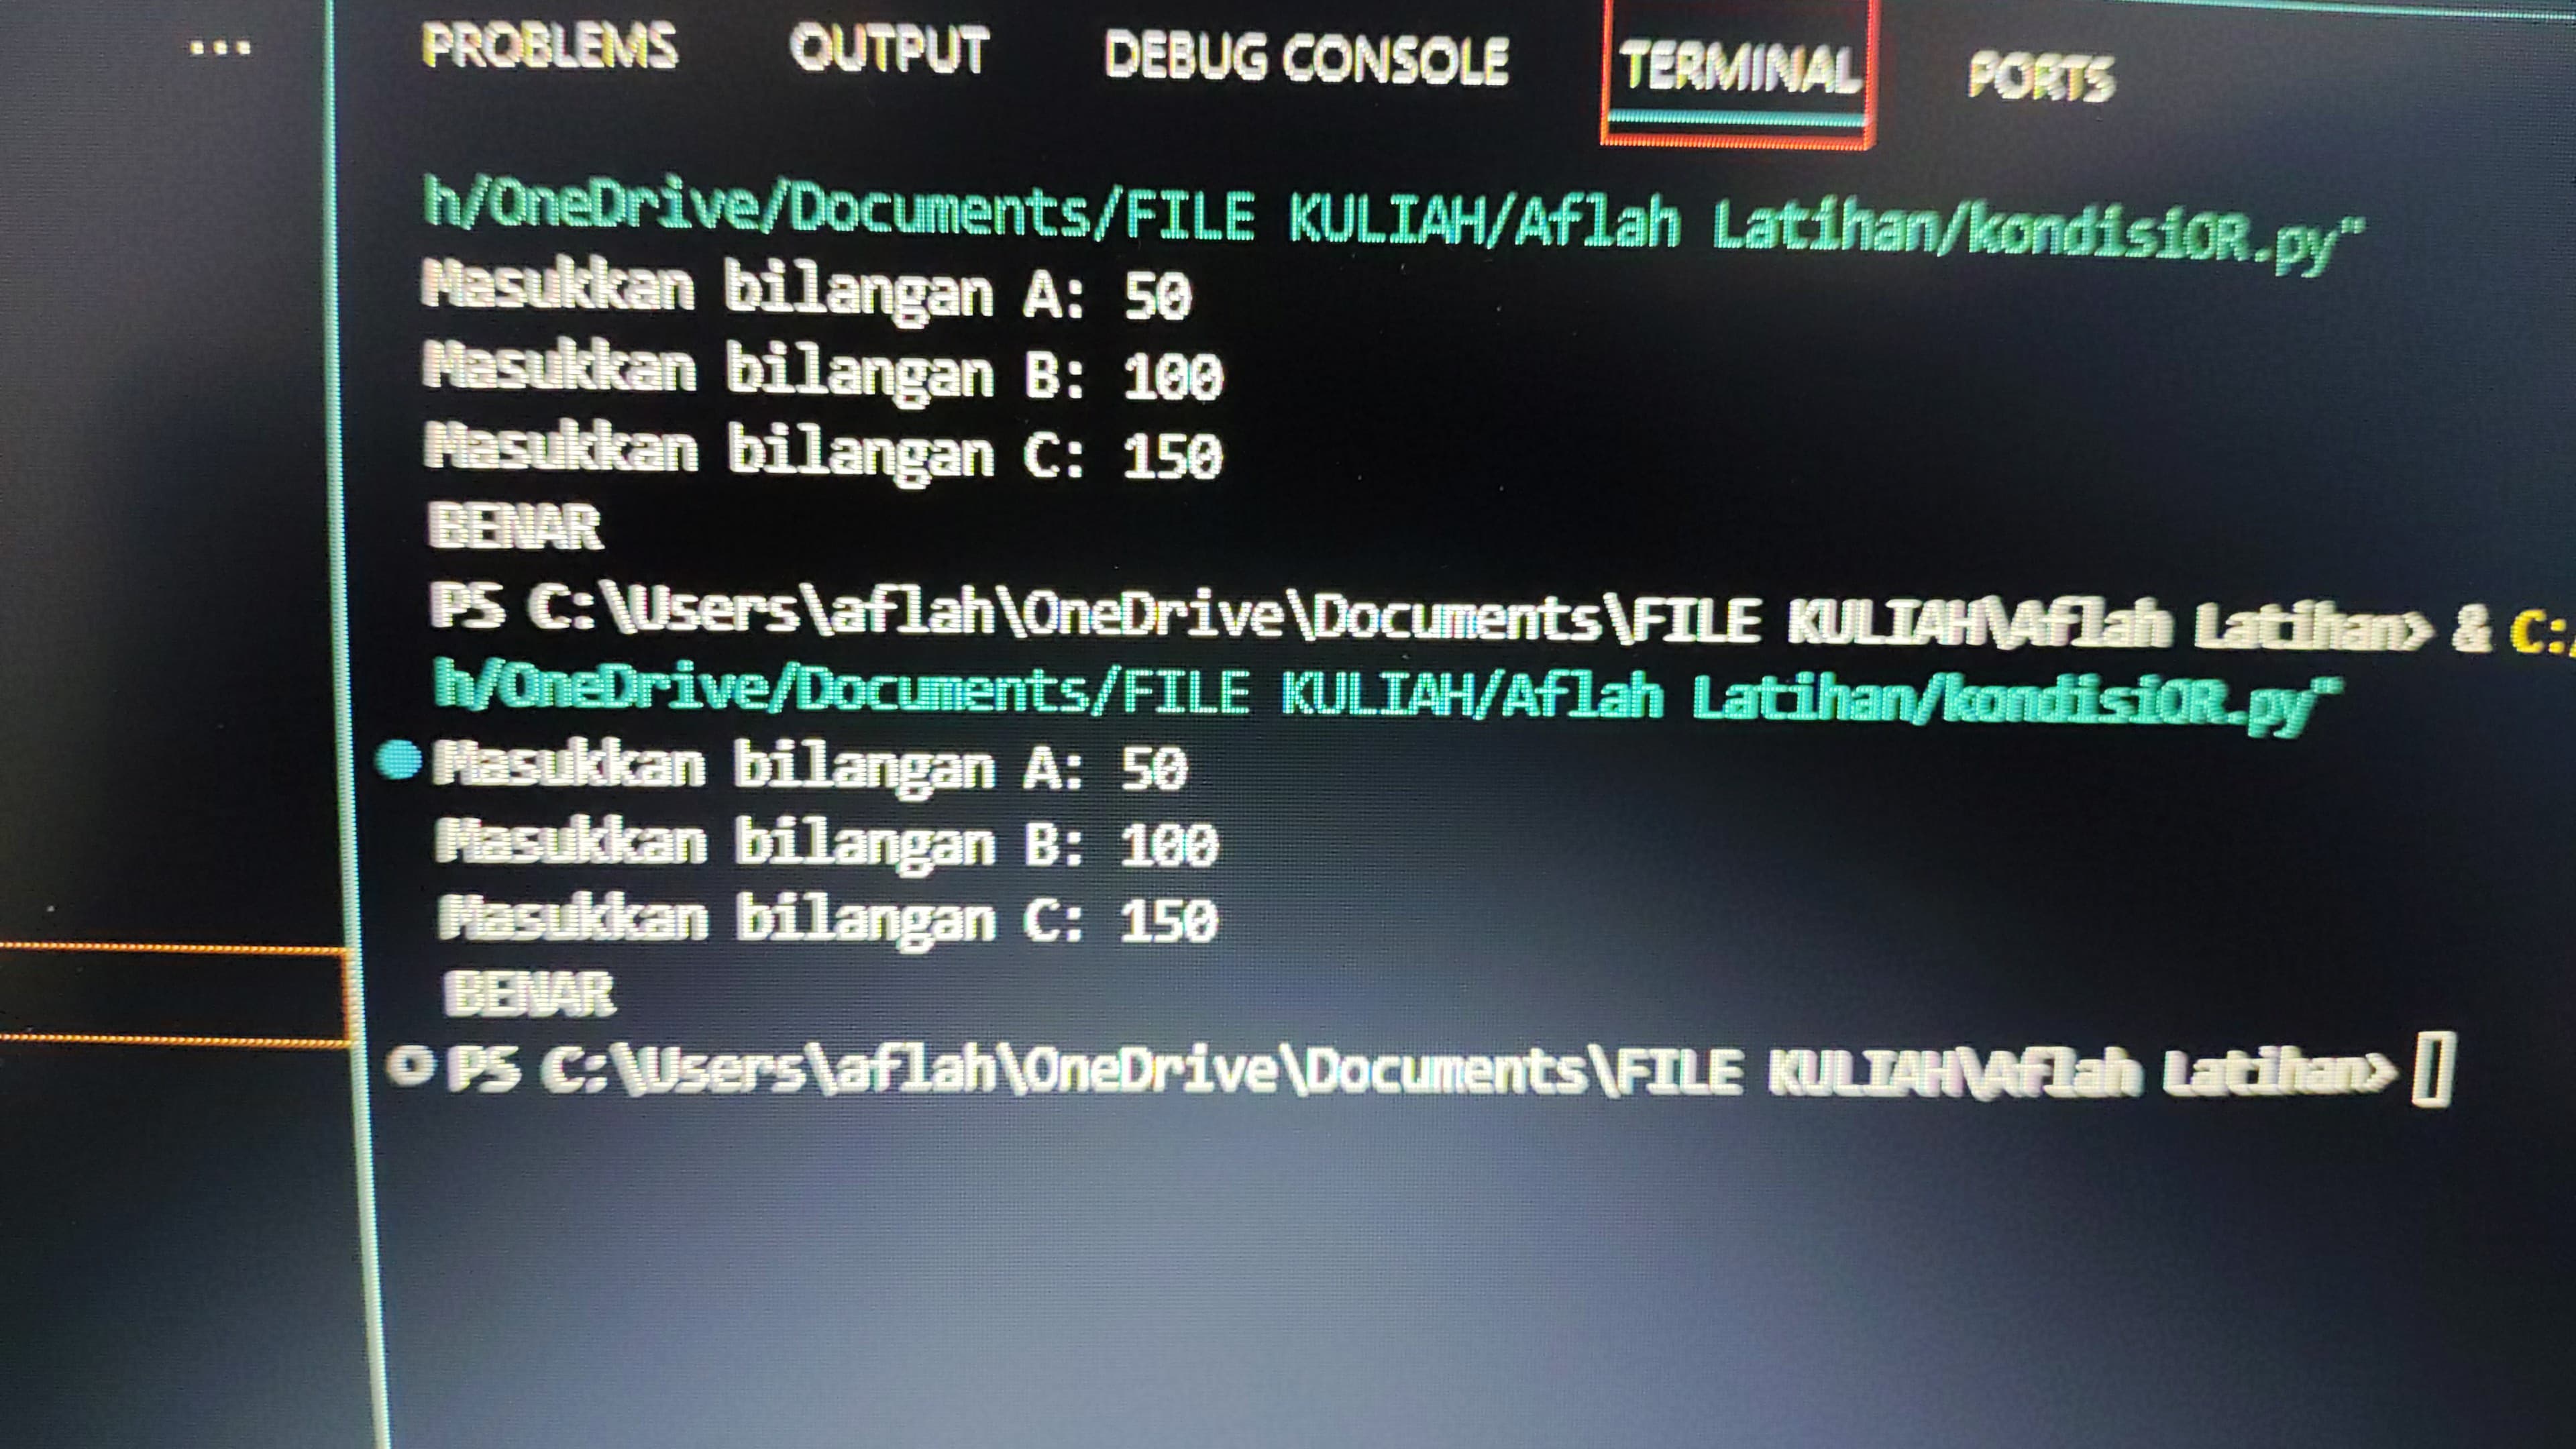 ... PROBLEMS OUTPUT DEBUG CONSOLE TERMINAL PORTS
h/OneDrive/Documents/FILE KULIAH/Aflah Latihan/kondisiOR.py"
Masukkan bilangan A: 50
Masukkan bilangan B: 100
Masukkan bilangan C: 150
BENAR
PS C:\Users\aflah\OneDrive\Documents\FILE KULIAH\Aflah Latihan> & C:/
h/OneDrive/Documents/FILE KULIAH/Aflah Latihan/kondisiOR.py"
Masukkan bilangan A: 50
Masukkan bilangan B: 100
Masukkan bilangan C: 150
BENAR
PS C:\Users\aflah\OneDrive\Documents\FILE KULIAH\Aflah Latihan>